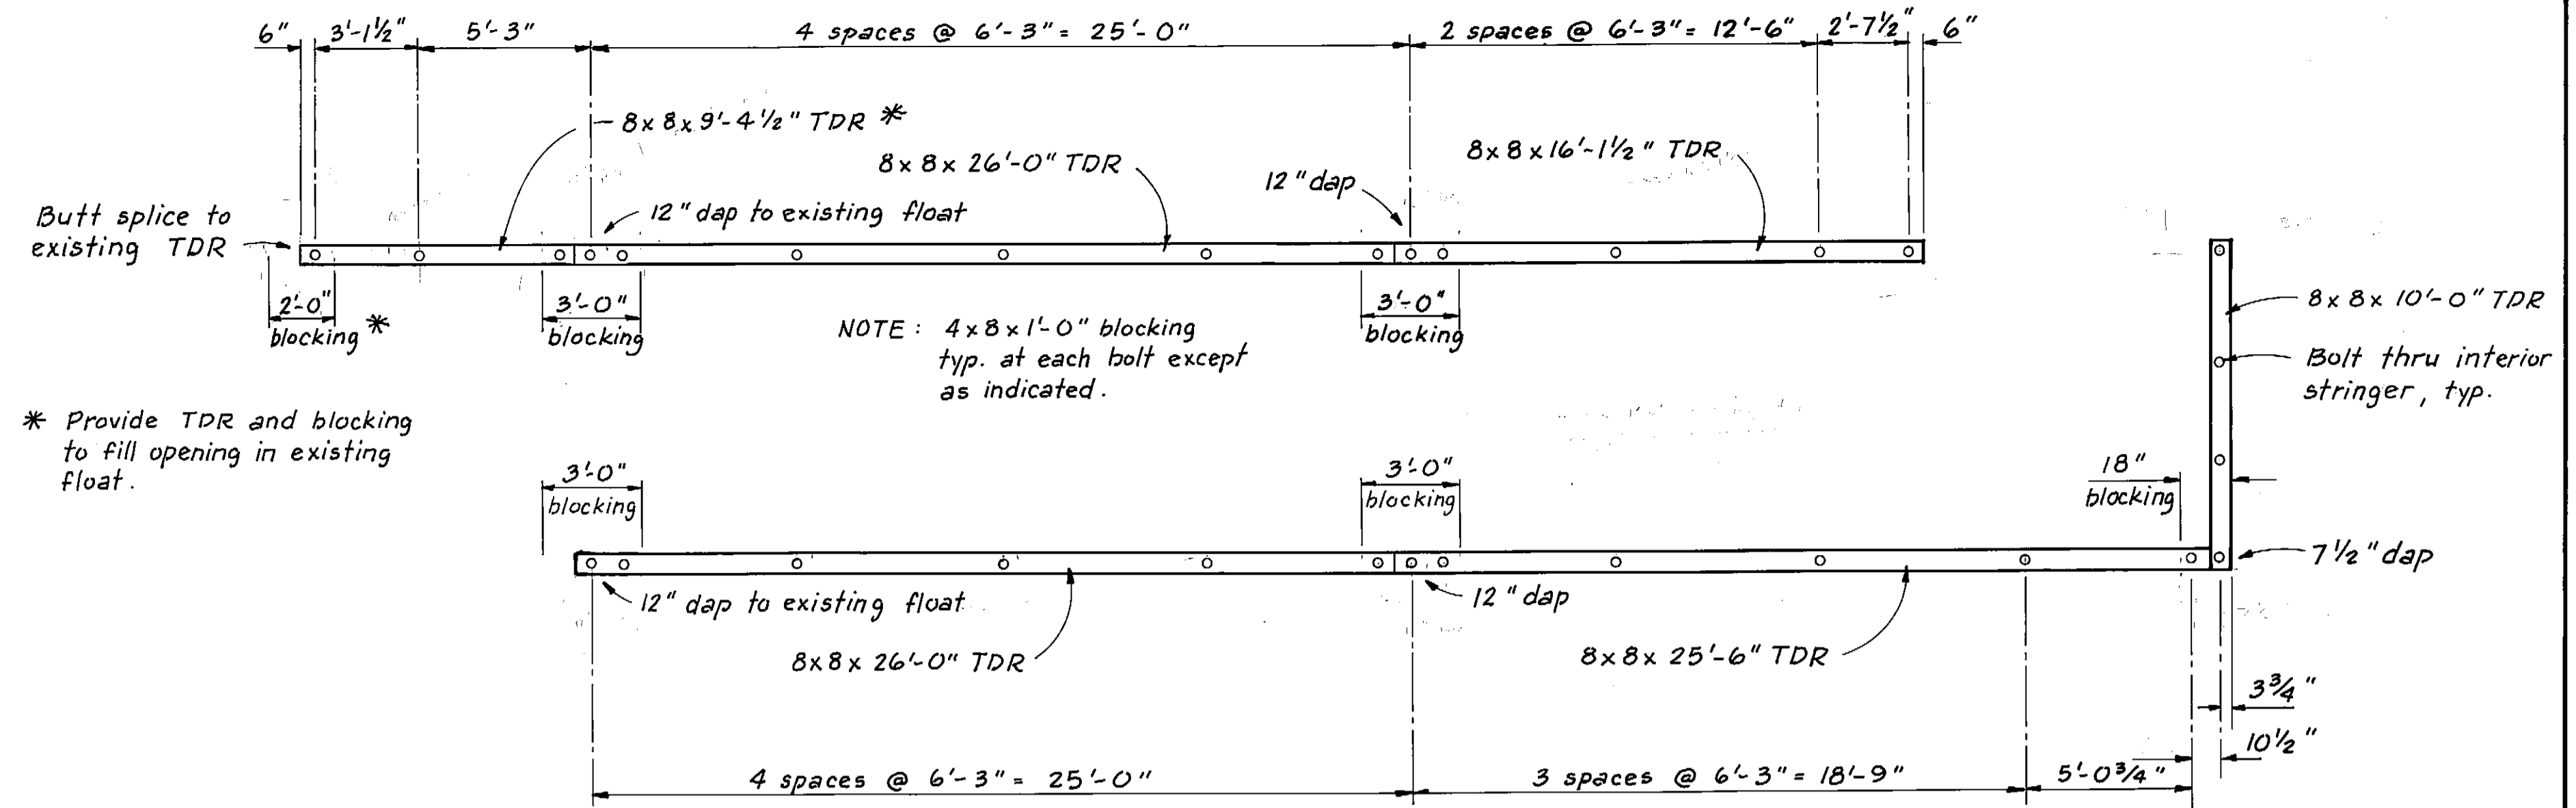 6" 3'-1½" 5'-3" 4 spaces @ 6'-3" = 25'-0" 2 spaces @ 6'-3" = 12'-6" 2'-7½" 6"
8x8x9'-4½" TDR *
8x8x26'-0" TDR
12" dap
8x8x16'-1½" TDR
Butt splice to
existing TDR
12" dap to existing float
2'-0"
blocking *
3'-0"
blocking
3'-0"
blocking
NOTE: 4x8x1'-0" blocking
typ. at each bolt except
as indicated.
8x8x10'-0" TDR
Bolt thru interior
stringer, typ.
* Provide TDR and blocking
to fill opening in existing
float.
3'-0"
blocking
3'-0"
blocking
18"
blocking
7½" dap
12" dap to existing float
12" dap
8x8x26'-0" TDR
8x8x25'-6" TDR
3¾"
10½"
4 spaces @ 6'-3" = 25'-0" 3 spaces @ 6'-3" = 18'-9" 5'-0¾"